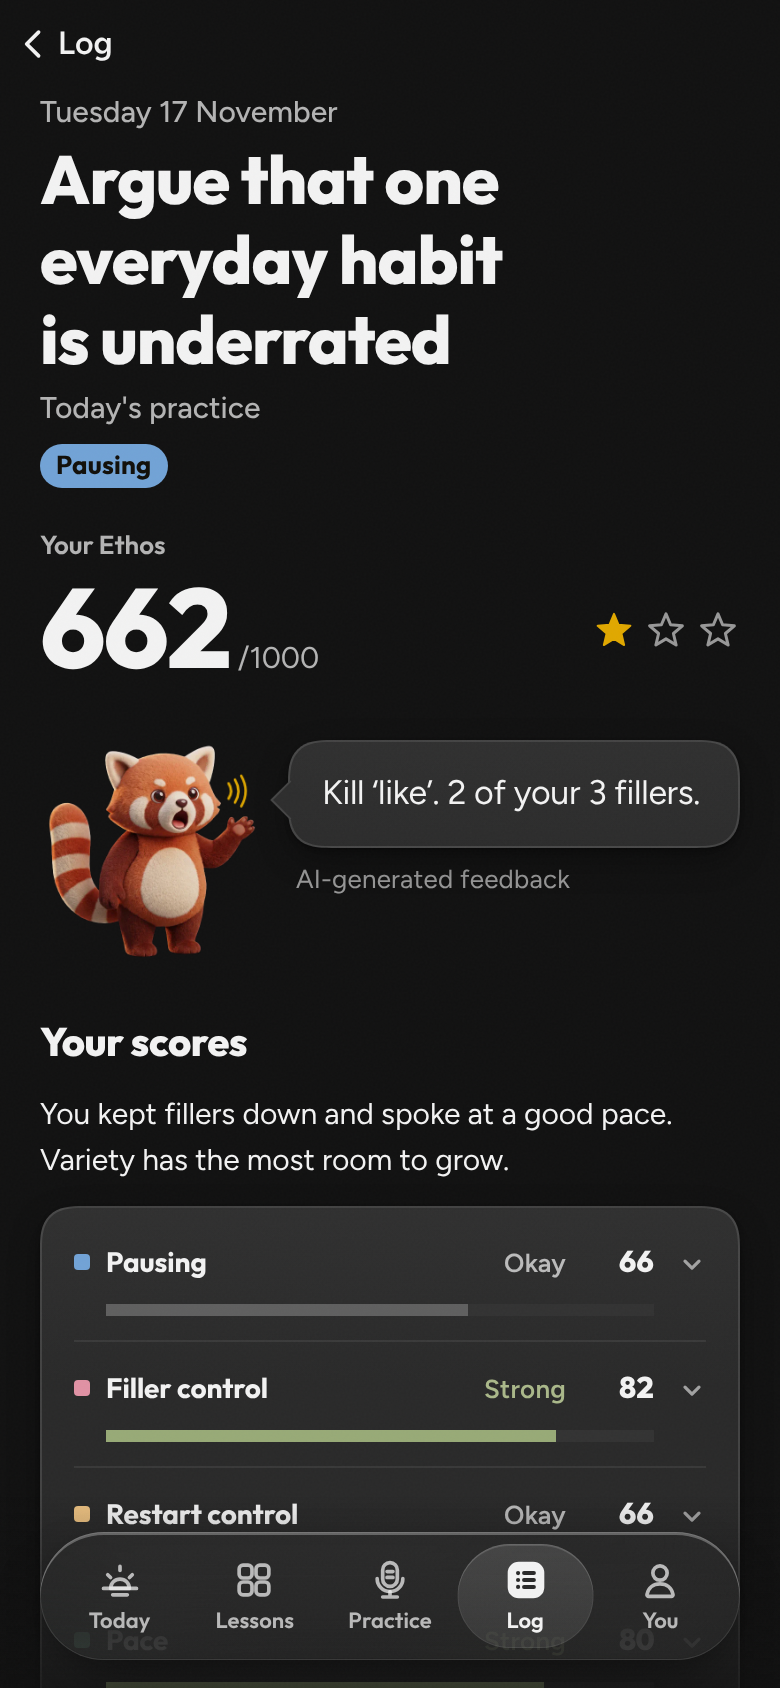 Log
Tuesday 17 November
Argue that one
everyday habit
is underrated
Today's practice
Pausing
Your Ethos
662 /1000
Kill ‘like’. 2 of your 3 fillers.
AI-generated feedback
Your scores
You kept fillers down and spoke at a good pace.
Variety has the most room to grow.
Pausing Okay 66
Filler control Strong 82
Restart control Okay 66
Pace Strong 80
Today Lessons Practice Log You